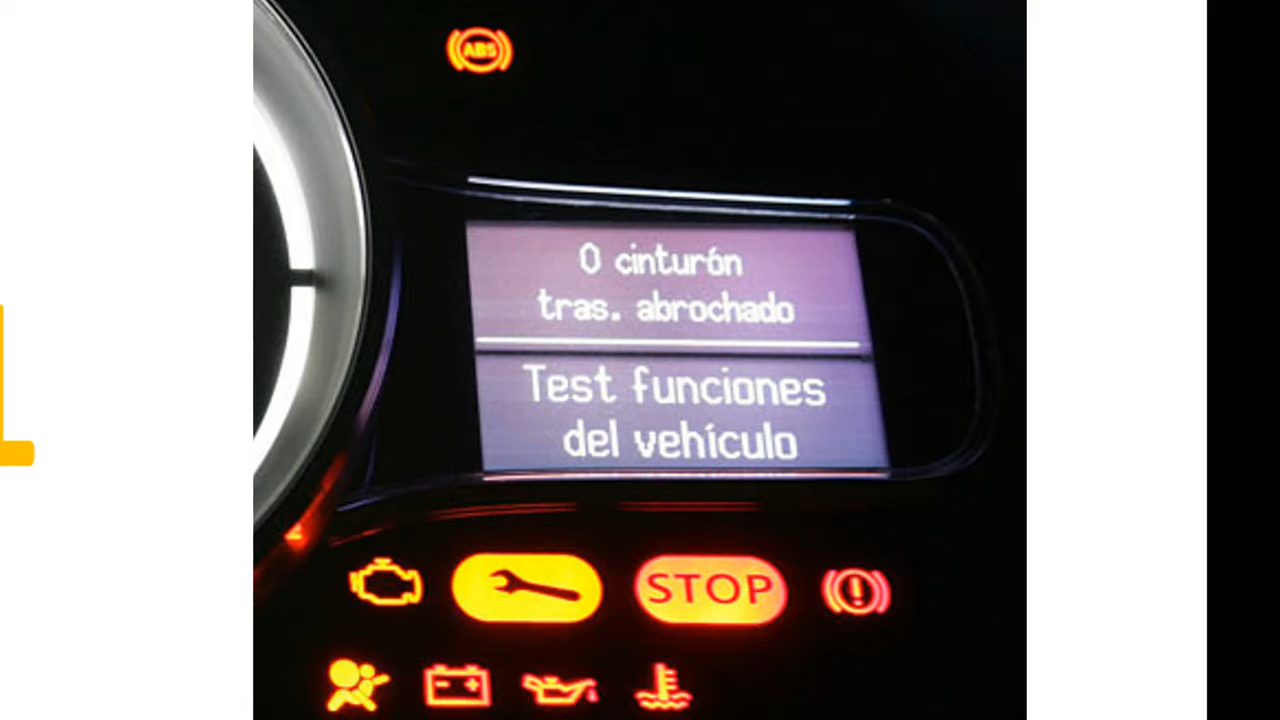 ABS
0 cinturón
tras. abrochado
Test funciones
del vehículo
STOP